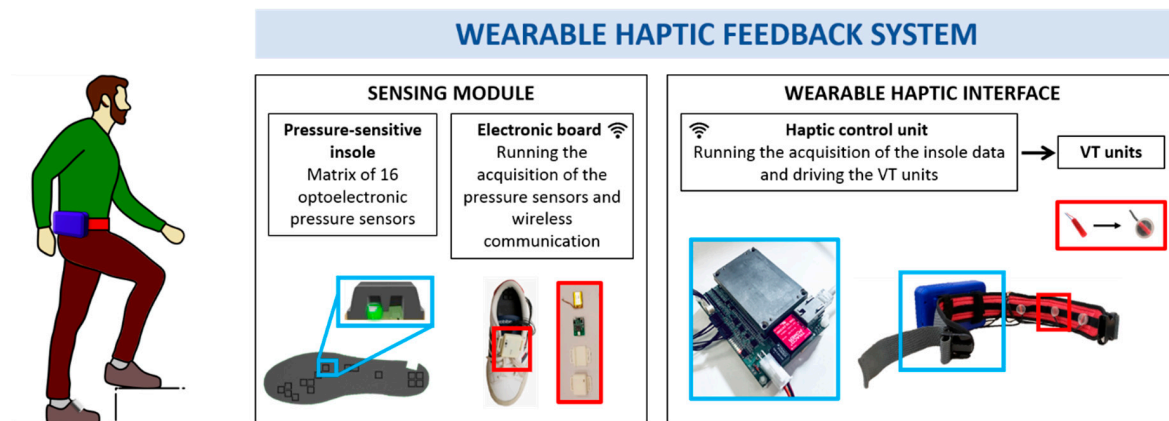 WEARABLE HAPTIC FEEDBACK SYSTEM
SENSING MODULE
Pressure-sensitive
insole
Matrix of 16
optoelectronic
pressure sensors
Electronic board
Running the
acquisition of the
pressure sensors and
wireless
communication
WEARABLE HAPTIC INTERFACE
Haptic control unit
Running the acquisition of the insole data
and driving the VT units
VT units